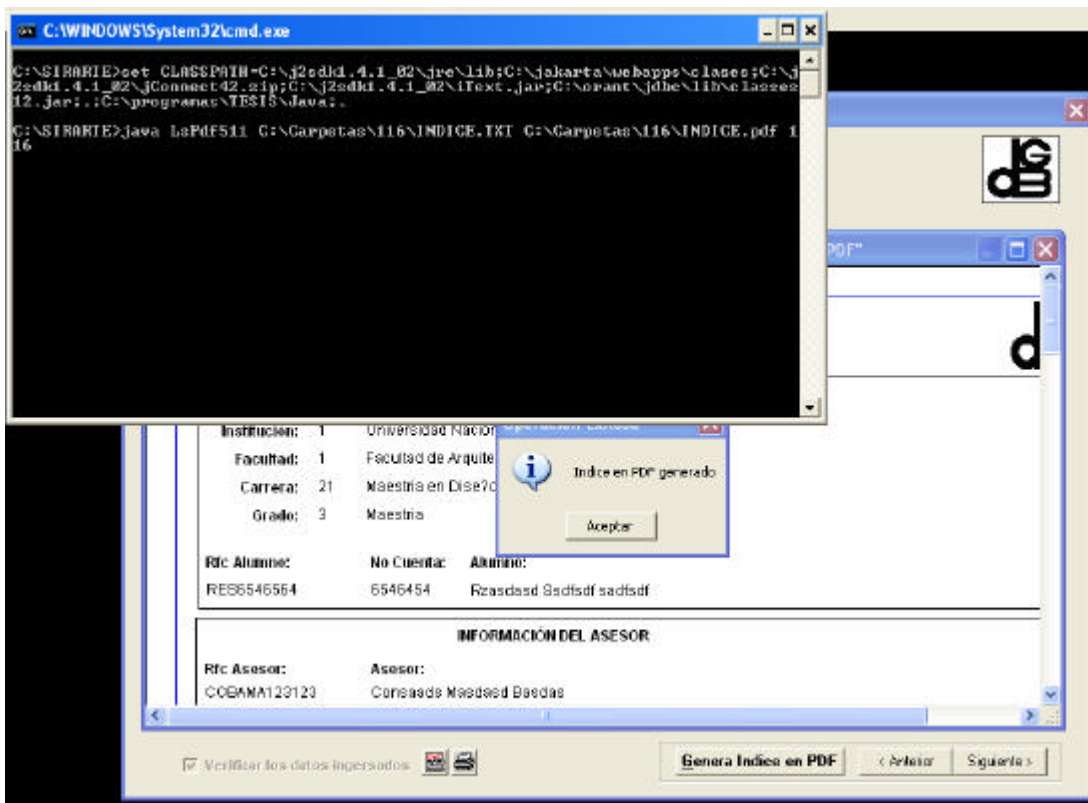 C:\WINDOWS\System32\cmd.exe
C:\SIRARIE>set CLASSPATH=C:\j2sdk1.4.1_02\jre\lib;C:\jakarta\webapps\clases;C:\j
2sdk1.4.1_02\jConnect42.zip;C:\j2sdk1.4.1_02\iText.jar;C:\orant\jdbc\lib\classes
12.jar;.;C:\programas\TESIS\Java;.
C:\SIRARIE>java LsPdf511 C:\Carpetas\116\INDICE.TXT C:\Carpetas\116\INDICE.pdf 1
16
DGB
PDF"
Institución: 1 Universidad Nacion
Facultad: 1 Facultad de Arquite
Carrera: 21 Maestria en Dise?o
Grado: 3 Maestria
Indice en PDF generado
Aceptar
Rfc Alumno: No Cuenta: Alumno:
RES6546564 6546454 Rzasdasd Ssdfsdf sadfsdf
INFORMACIÓN DEL ASESOR
Rfc Asesor: Asesor:
COBAMA123123 Consaads Masdasd Basdas
Verificar los datos ingersados
Genera Indice en PDF
< Anterior
Siguiente >